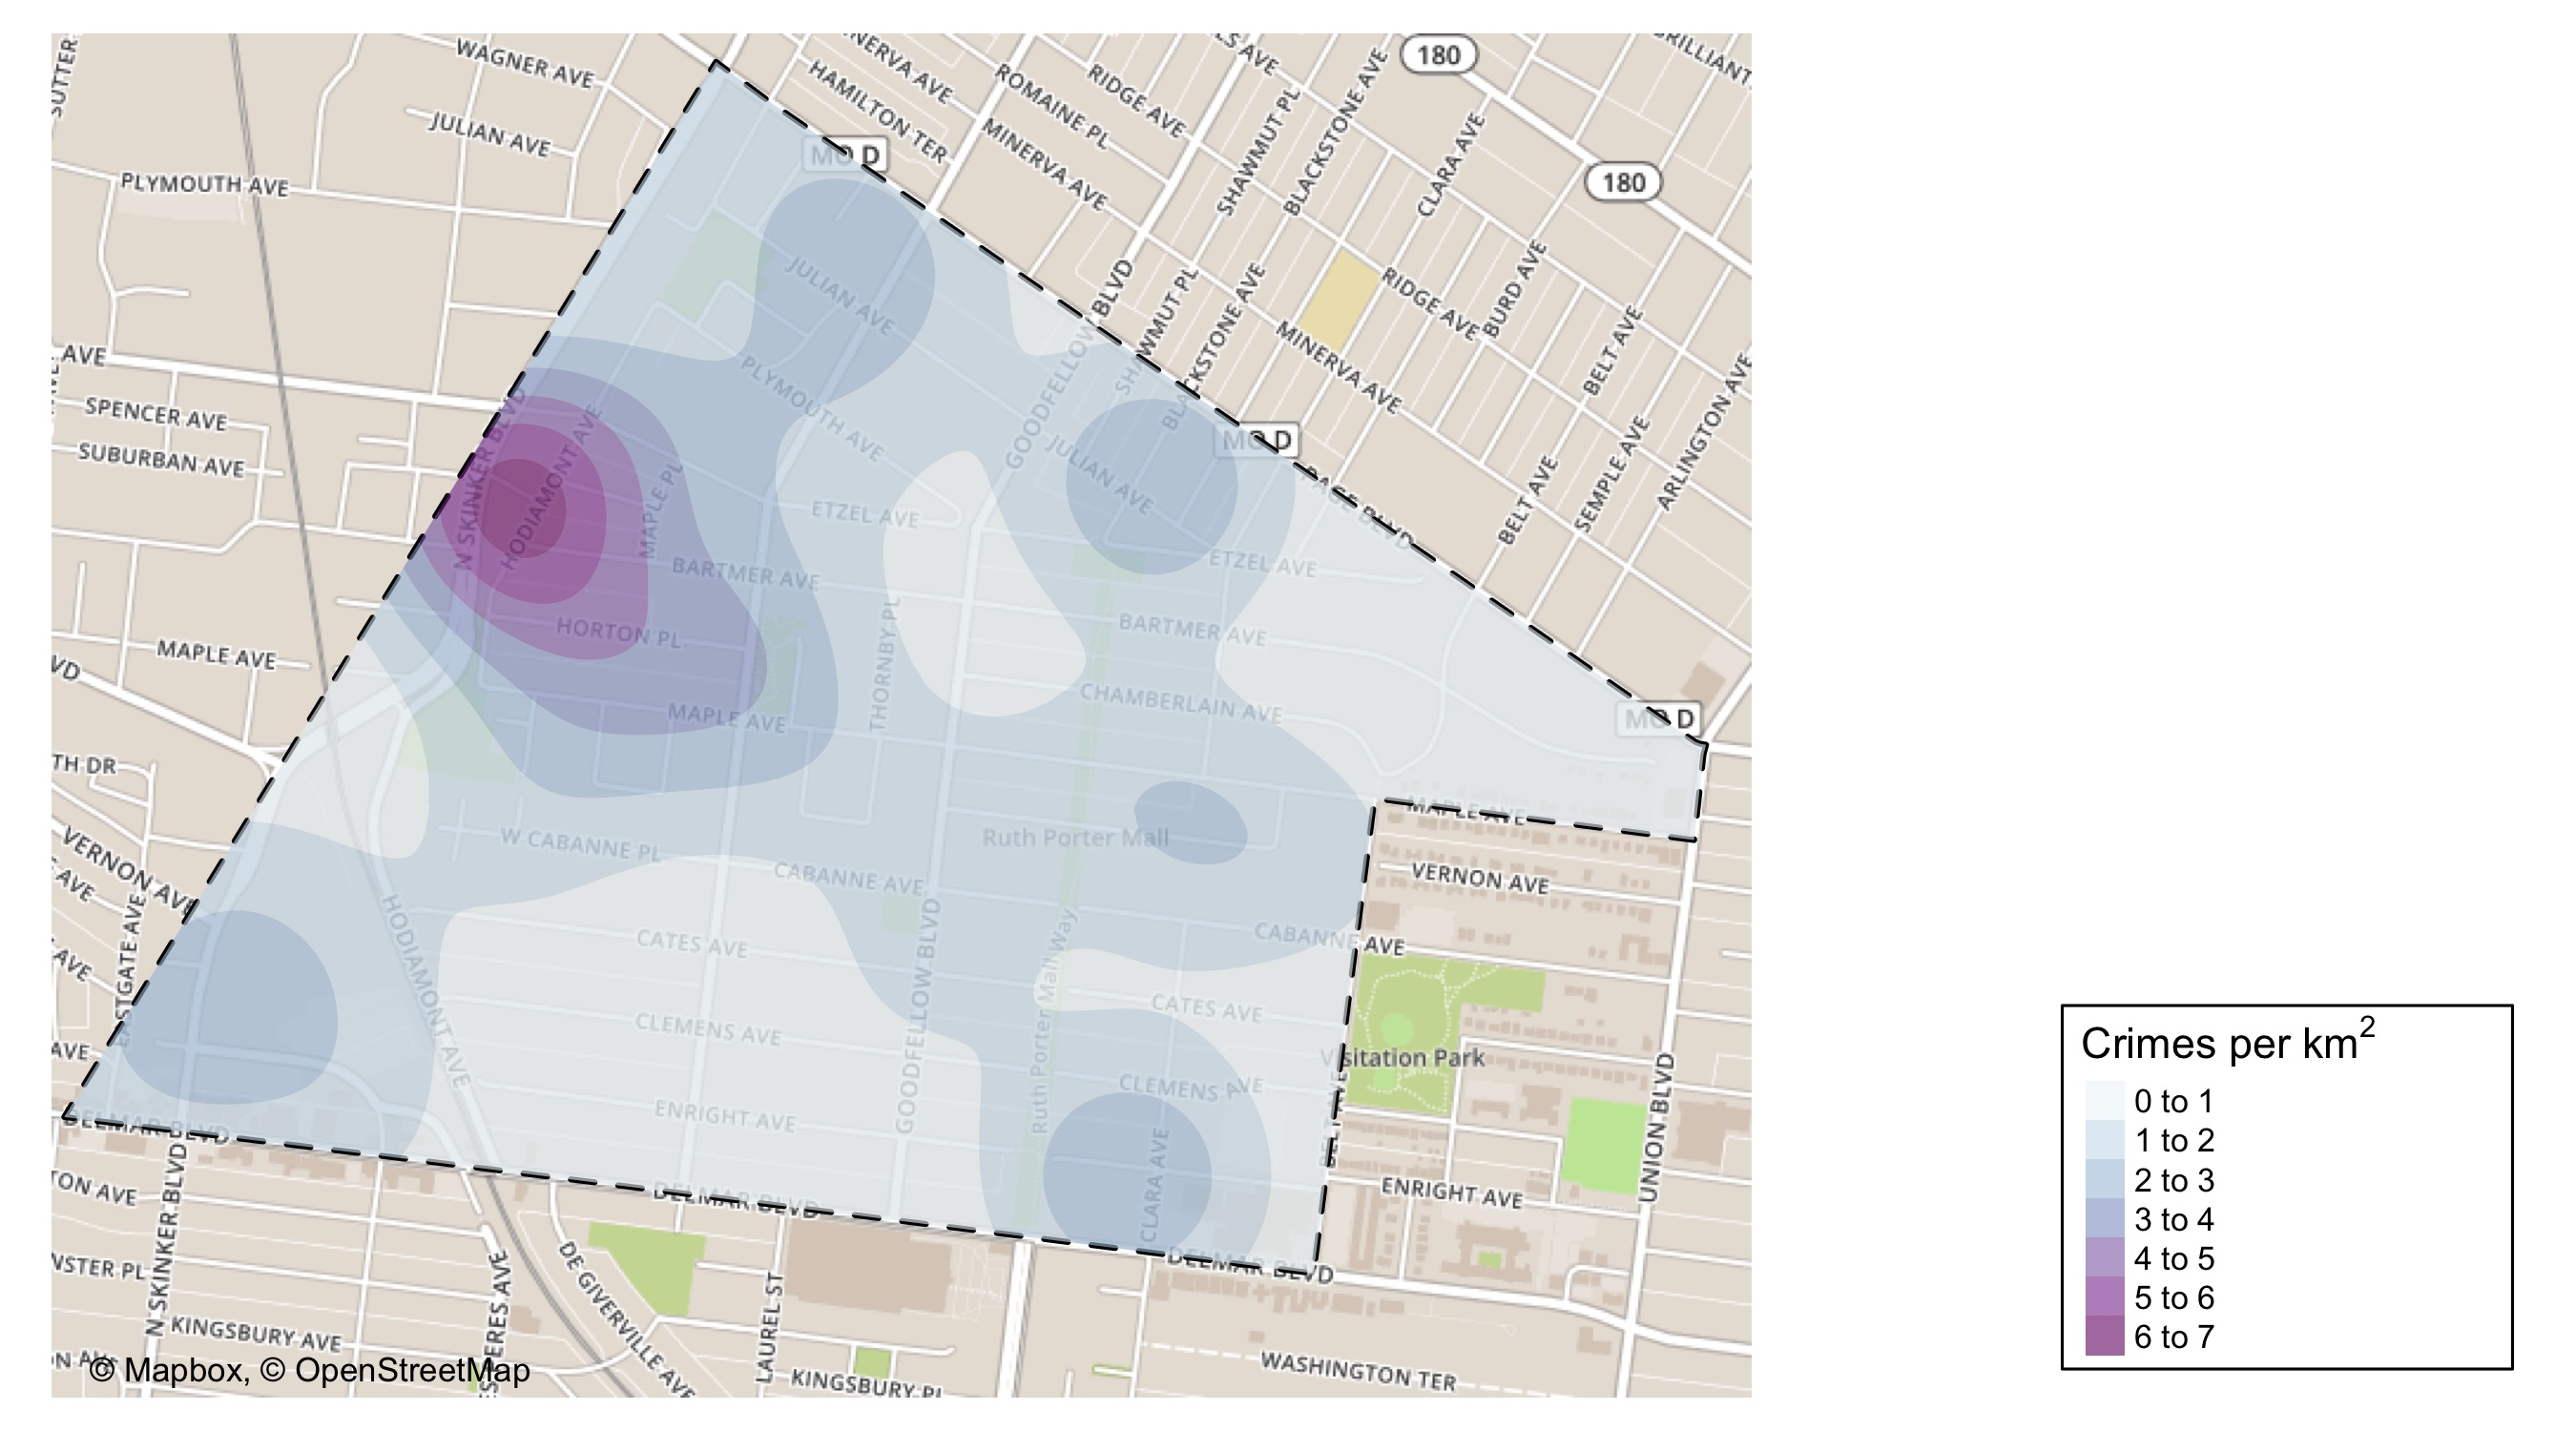 WAGNER AVE
JULIAN AVE
PLYMOUTH AVE
SUTTER
HAMILTON TER
ROMAINE PL
RIDGE AVE
MINERVA AVE
SHAWMUT PL
BLACKSTONE AVE
CLARA AVE
180
180
MO D
JULIAN AVE
PLYMOUTH AVE
GOODFELLOW BLVD
SHAWMUT PL
BLACKSTONE AVE
RIDGE AVE
MINERVA AVE
BURD AVE
BELT AVE
ARLINGTON AVE
AVE
SPENCER AVE
SUBURBAN AVE
N SKINKER BLVD
HODIAMONT AVE
MAPLE PL
ETZEL AVE
JULIAN AVE
MO D
PAGE BLVD
BELT AVE
SEMPLE AVE
ETZEL AVE
BARTMER AVE
BARTMER AVE
HORTON PL
THORNBY PL
MAPLE AVE
CHAMBERLAIN AVE
MAPLE AVE
MO D
TH DR
MAPLE AVE
VERNON AVE
W CABANNE PL
CABANNE AVE
Ruth Porter Mall
VERNON AVE
CABANNE AVE
EASTGATE AVE
HODIAMONT AVE
CATES AVE
GOODFELLOW BLVD
Ruth Porter Mall Way
CATES AVE
CLEMENS AVE
CLEMENS AVE
Visitation Park
BELT AVE
UNION BLVD
AVE
DELMAR BLVD
ENRIGHT AVE
CLARA AVE
ENRIGHT AVE
DELMAR BLVD
DELMAR BLVD
TON AVE
N SKINKER BLVD
NSTER PL
KINGSBURY AVE
DE GIVERVILLE AVE
LAUREL ST
KINGSBURY PL
WASHINGTON TER
© Mapbox, © OpenStreetMap
Crimes per km²
0 to 1
1 to 2
2 to 3
3 to 4
4 to 5
5 to 6
6 to 7